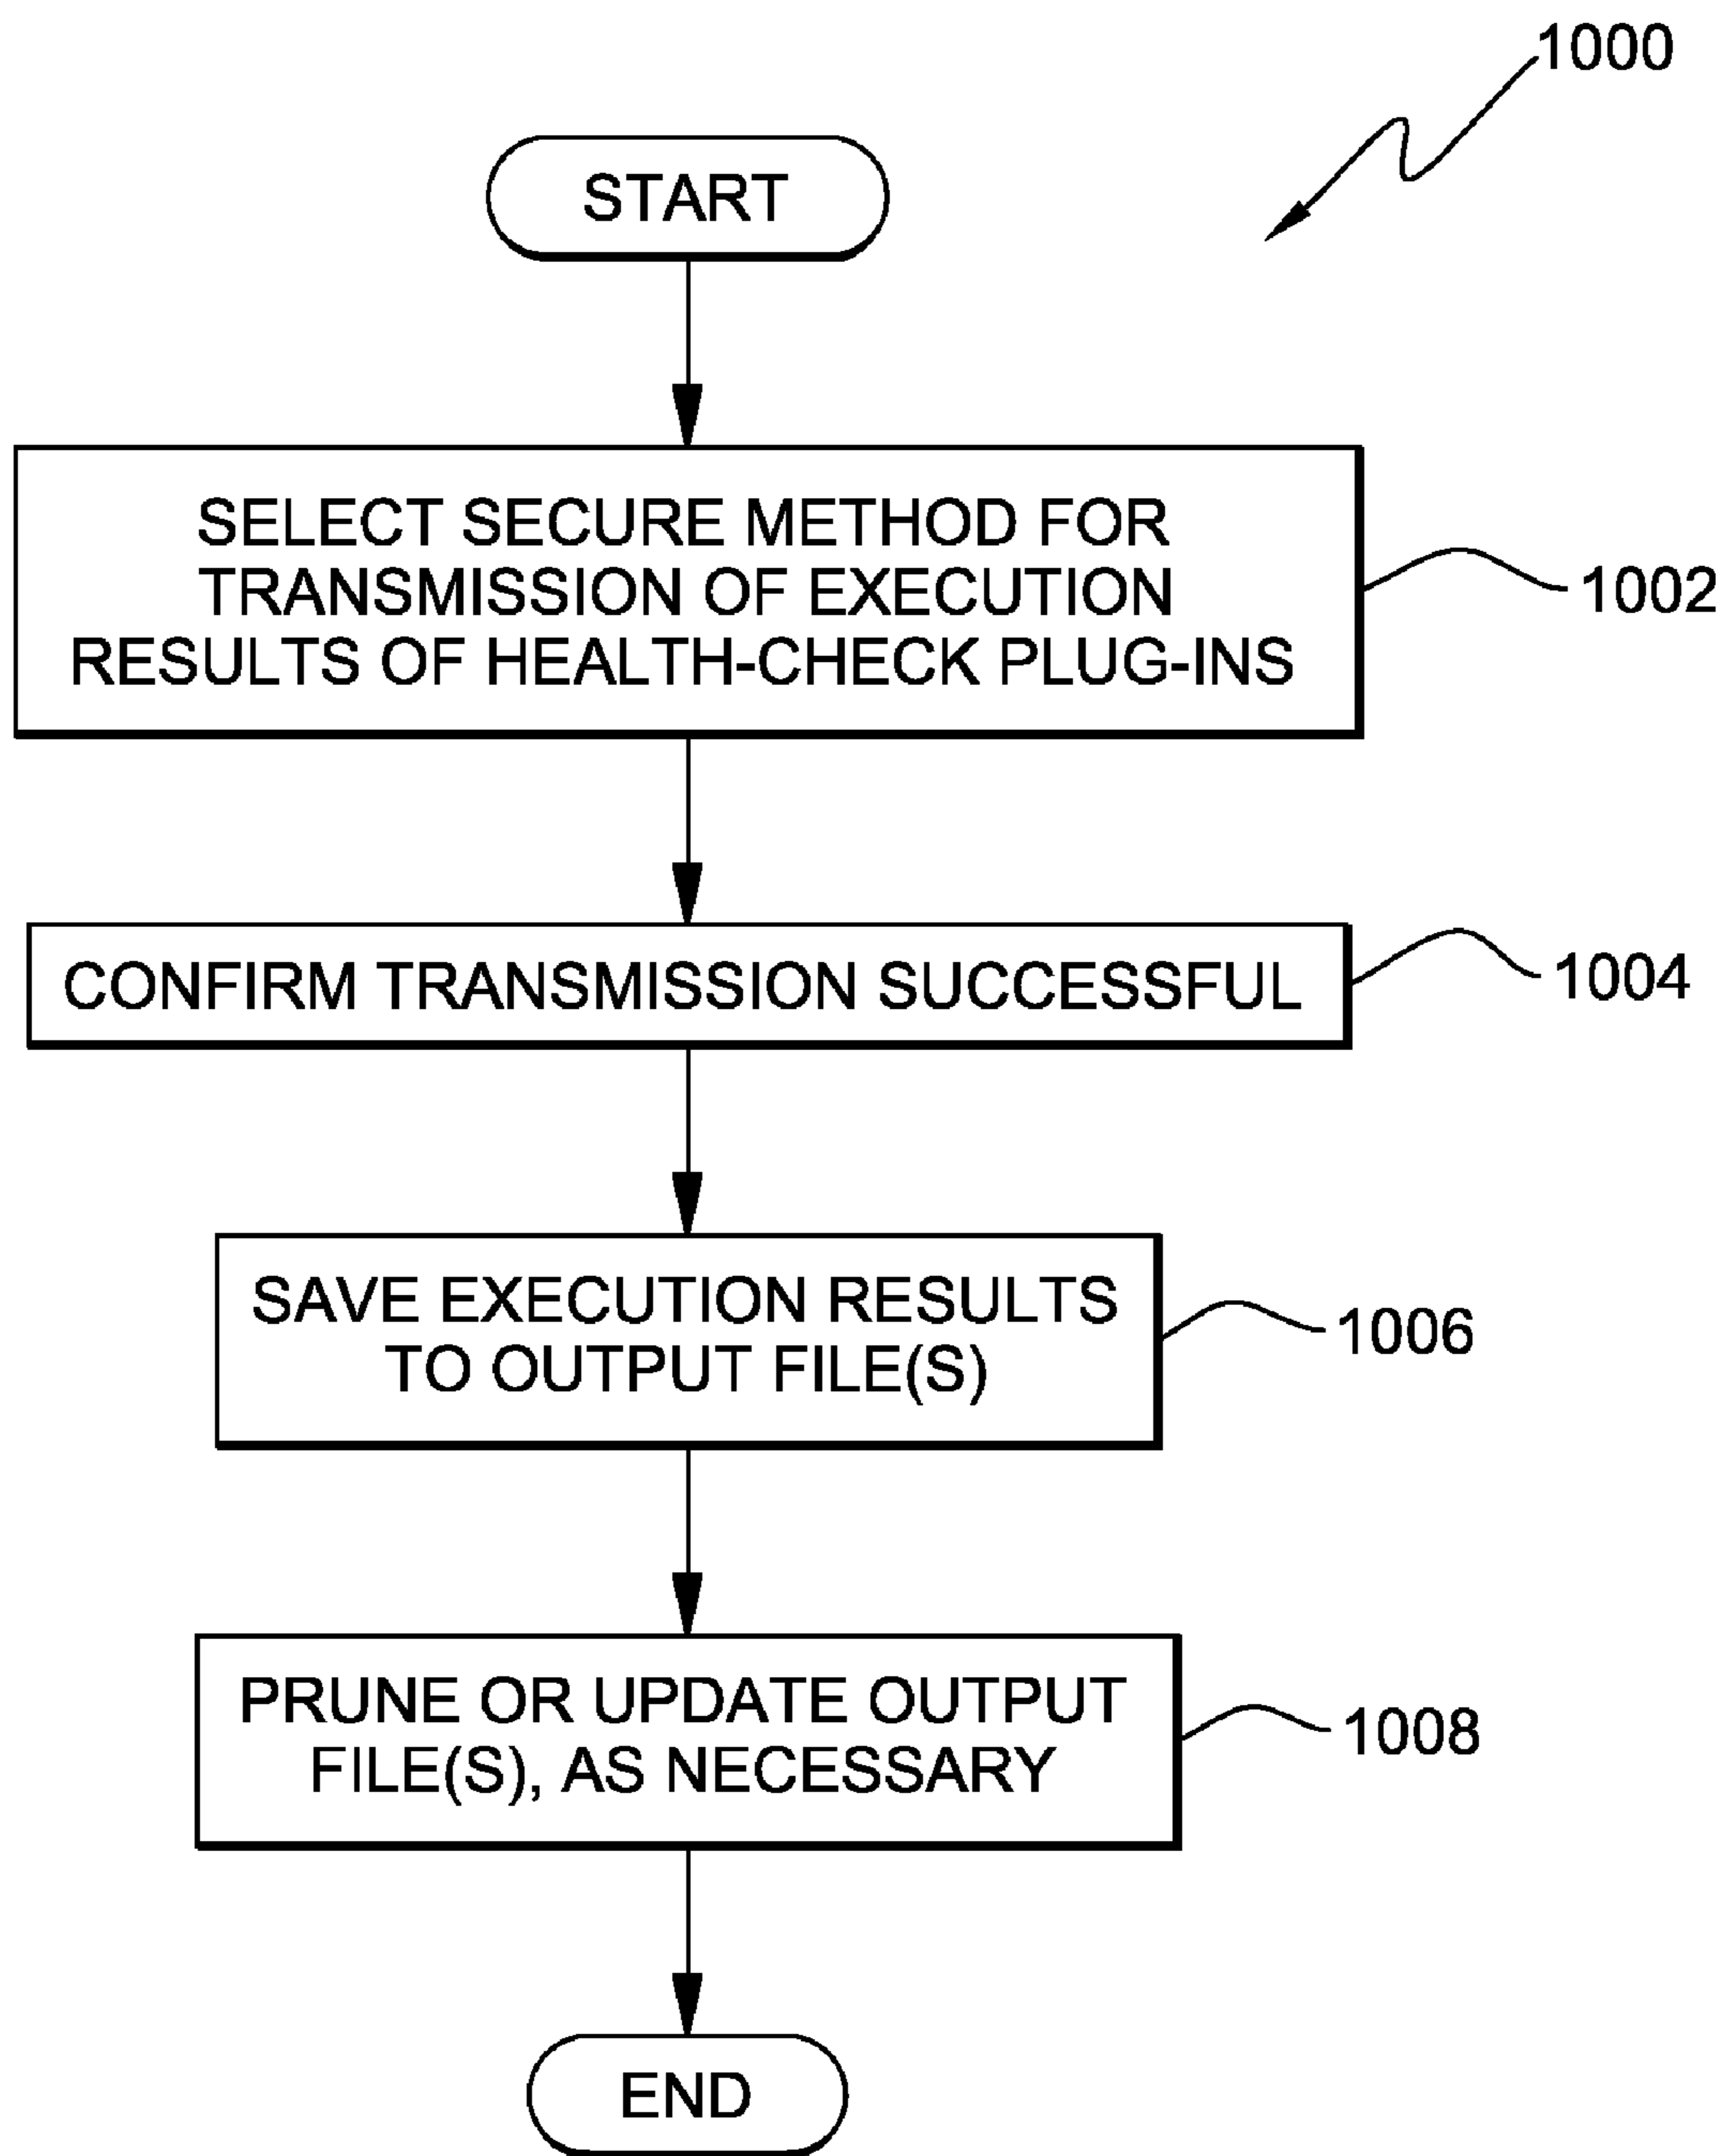 1000
START
SELECT SECURE METHOD FOR
TRANSMISSION OF EXECUTION
RESULTS OF HEALTH-CHECK PLUG-INS
1002
CONFIRM TRANSMISSION SUCCESSFUL
1004
SAVE EXECUTION RESULTS
TO OUTPUT FILE(S)
1006
PRUNE OR UPDATE OUTPUT
FILE(S), AS NECESSARY
1008
END